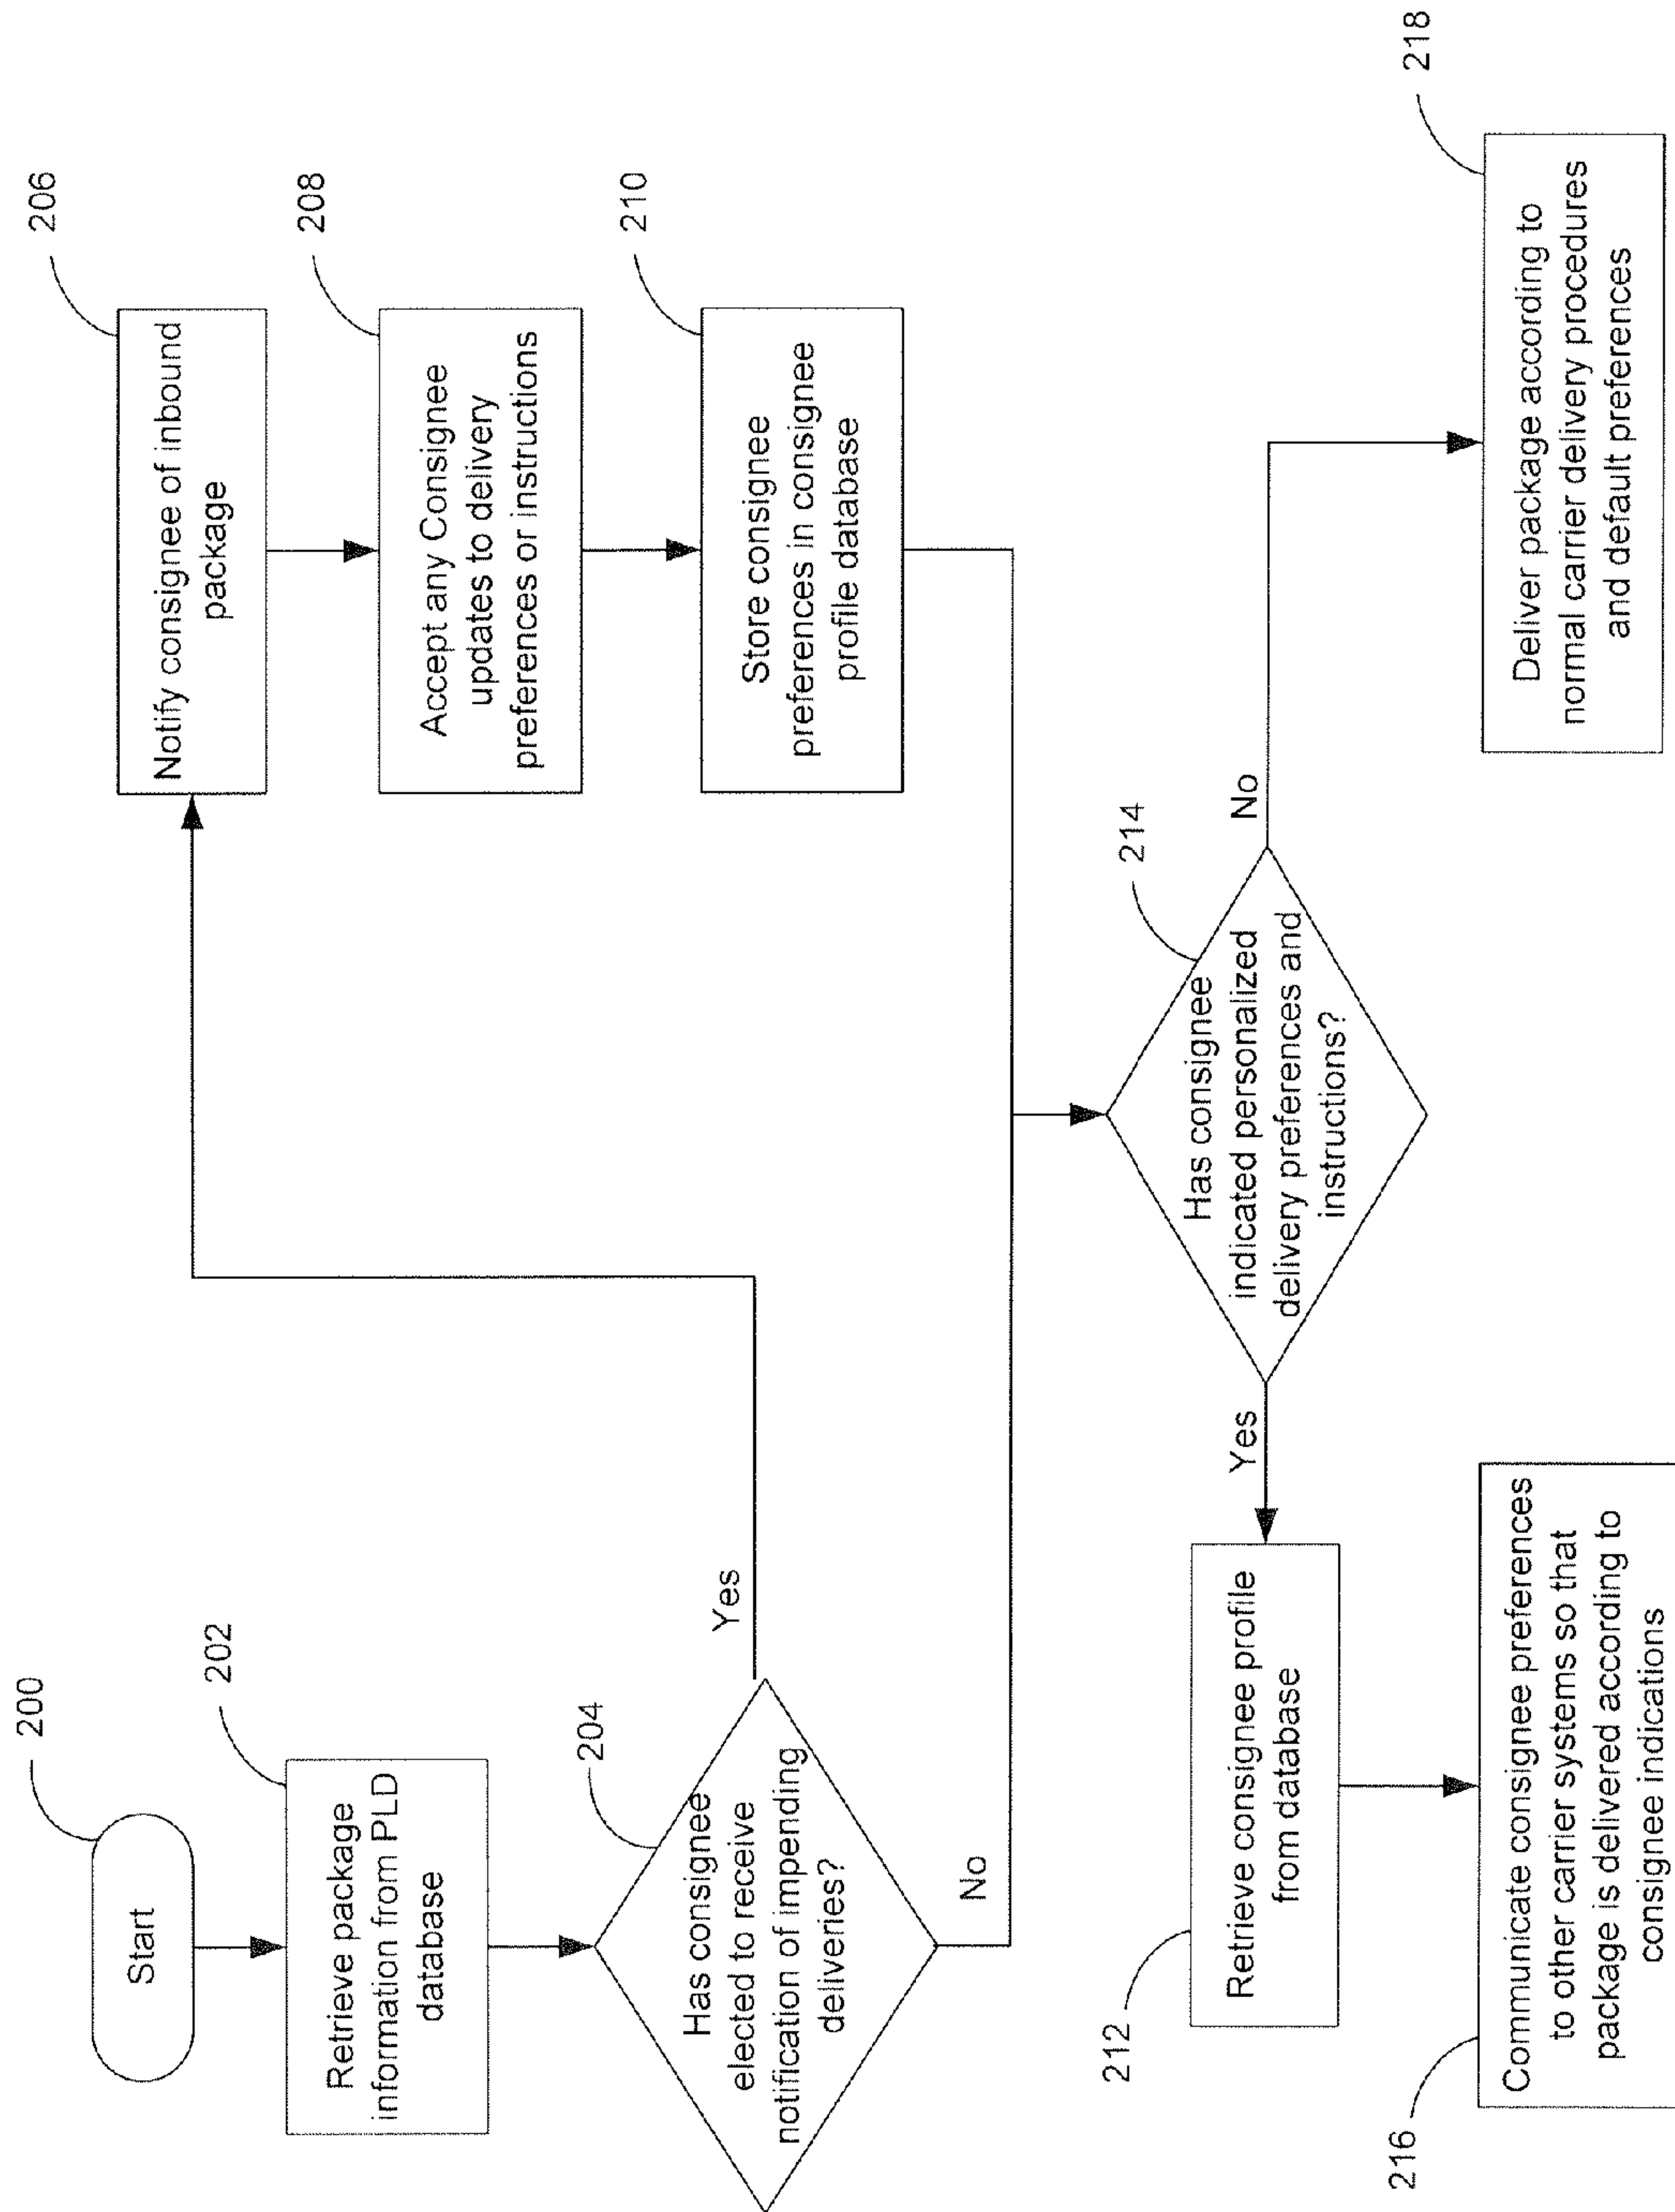 200
Start
202
Retrieve package
information from PLD
database
204
Has consignee
elected to receive
notification of impending
deliveries?
Yes
No
206
Notify consignee of inbound
package
208
Accept any Consignee
updates to delivery
preferences or instructions
210
Store consignee
preferences in consignee
profile database
214
Has consignee
indicated personalized
delivery preferences and
instructions?
Yes
No
212
Retrieve consignee profile
from database
216
Communicate consignee preferences
to other carrier systems so that
package is delivered according to
consignee indications
218
Deliver package according to
normal carrier delivery procedures
and default preferences